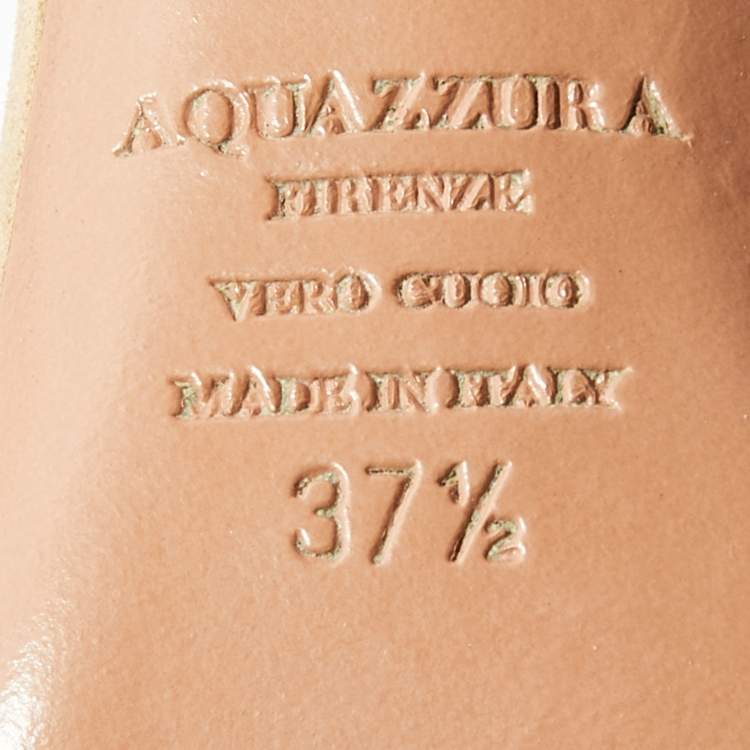 AQUAZZURA
FIRENZE
VERO CUOIO
MADE IN ITALY
37½